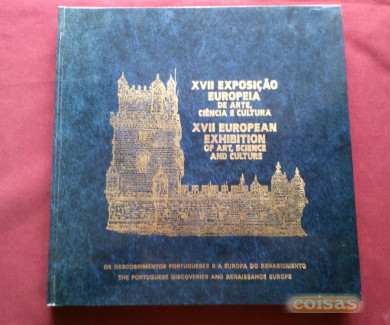 XVII EXPOSIÇÃO
EUROPEIA
DE ARTE,
CIÊNCIA E CULTURA
XVII EUROPEAN
EXHIBITION
OF ART, SCIENCE
AND CULTURE
OS DESCOBRIMENTOS PORTUGUESES E A EUROPA DO RENASCIMENTO
THE PORTUGUESE DISCOVERIES AND RENAISSANCE EUROPE
coisas